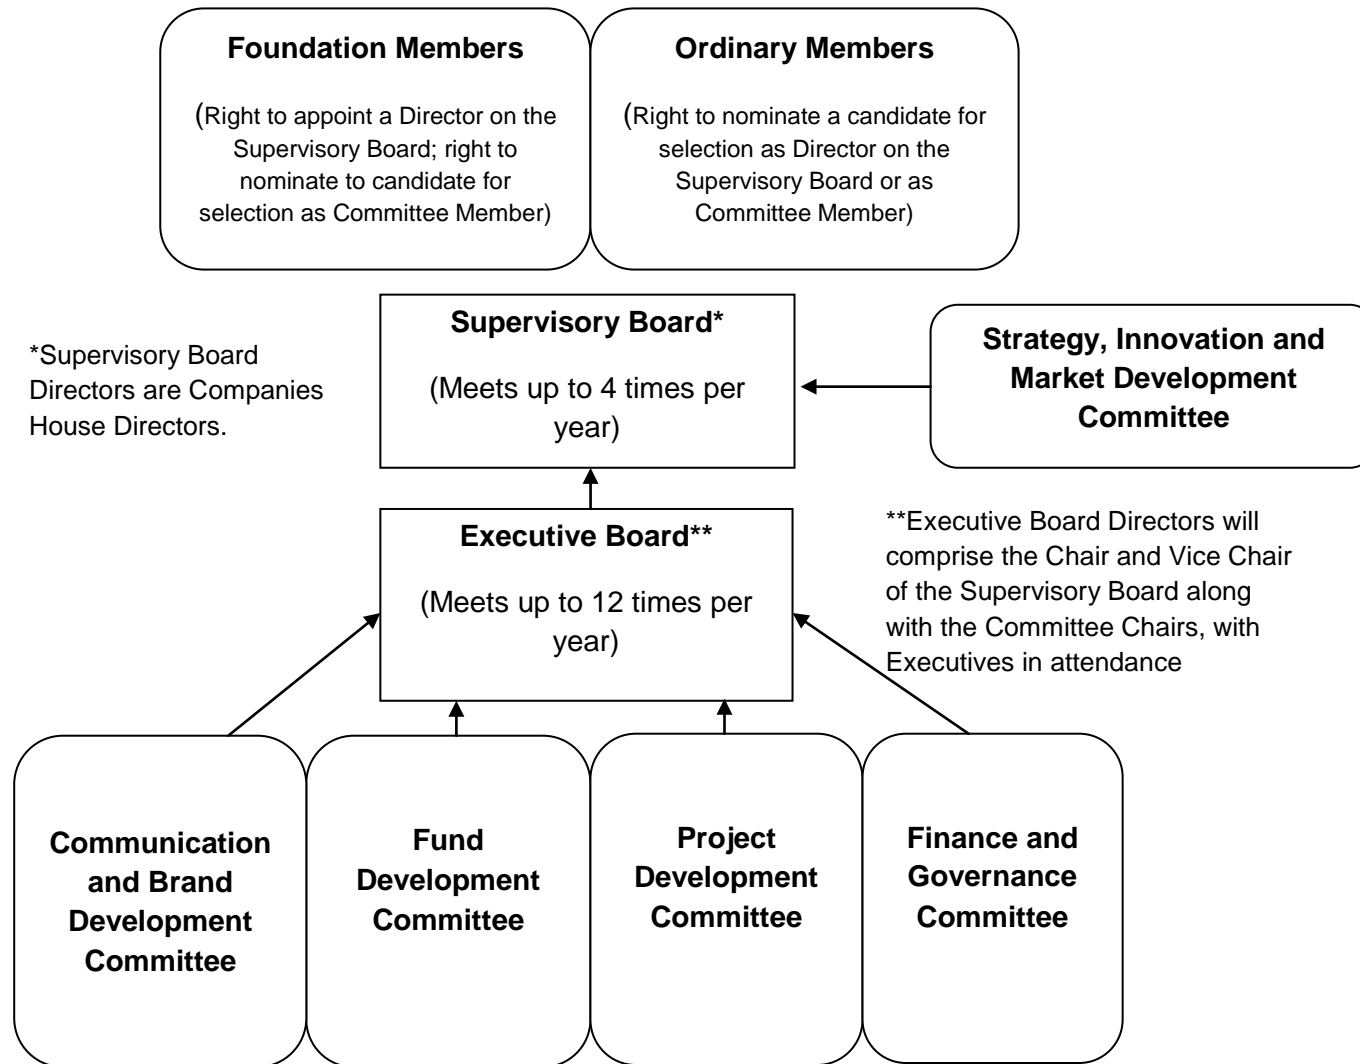 Foundation Members
(Right to appoint a Director on the
Supervisory Board; right to
nominate to candidate for
selection as Committee Member)
Ordinary Members
(Right to nominate a candidate for
selection as Director on the
Supervisory Board or as
Committee Member)
*Supervisory Board
Directors are Companies
House Directors.
Supervisory Board*
(Meets up to 4 times per
year)
Strategy, Innovation and
Market Development
Committee
Executive Board**
(Meets up to 12 times per
year)
**Executive Board Directors will
comprise the Chair and Vice Chair
of the Supervisory Board along
with the Committee Chairs, with
Executives in attendance
Communication
and Brand
Development
Committee
Fund
Development
Committee
Project
Development
Committee
Finance and
Governance
Committee